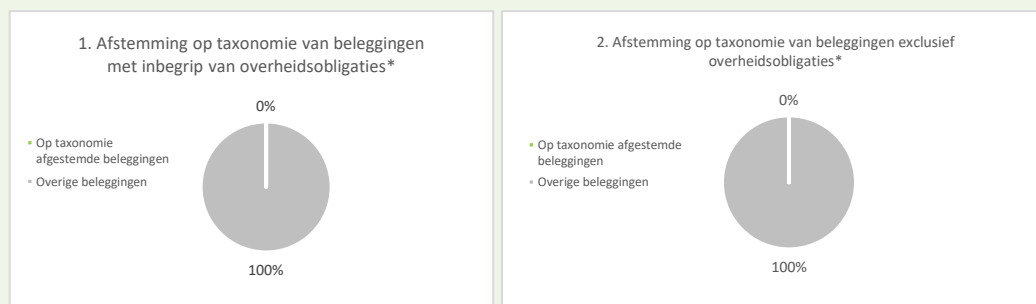 1. Afstemming op taxonomie van beleggingen
met inbegrip van overheidsobligaties*
0%
Op taxonomie
afgestemde beleggingen
Overige beleggingen
100%
2. Afstemming op taxonomie van beleggingen exclusief
overheidsobligaties*
0%
Op taxonomie afgestemde
beleggingen
Overige beleggingen
100%